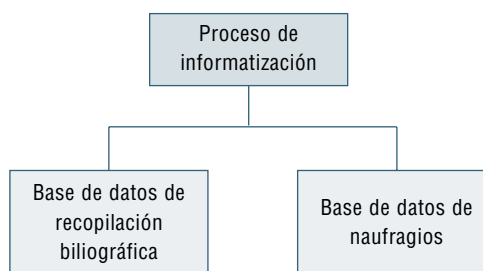 Proceso de
informatización
Base de datos de
recopilación
biliográfica
Base de datos de
naufragios